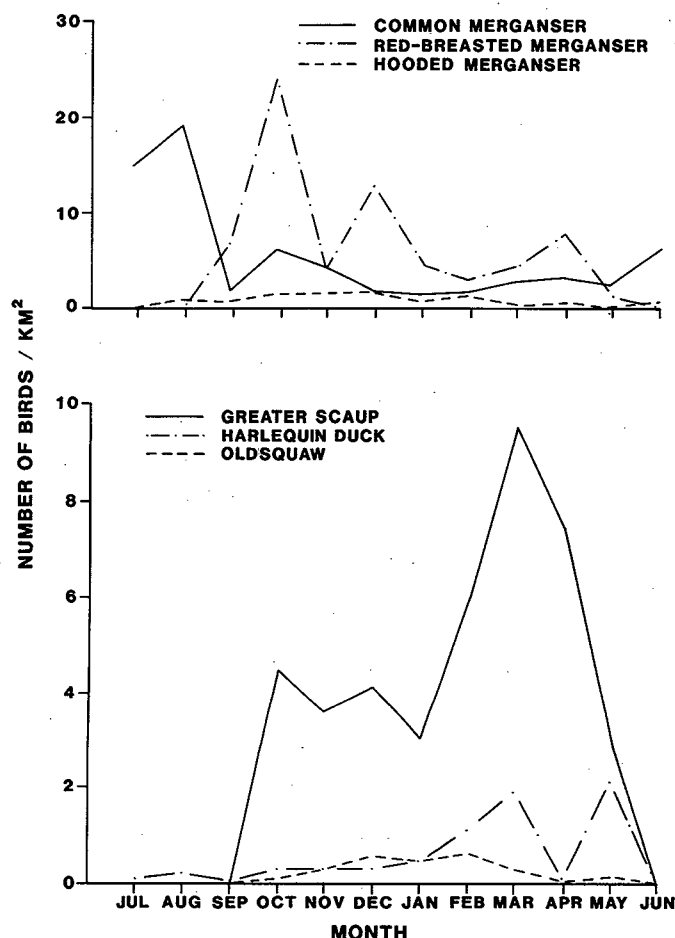 30
20
10
0
COMMON MERGANSER
RED-BREASTED MERGANSER
HOODED MERGANSER
NUMBER OF BIRDS / KM²
10
8
6
4
2
0
GREATER SCAUP
HARLEQUIN DUCK
OLDSQUAW
JUL AUG SEP OCT NOV DEC JAN FEB MAR APR MAY JUN
MONTH